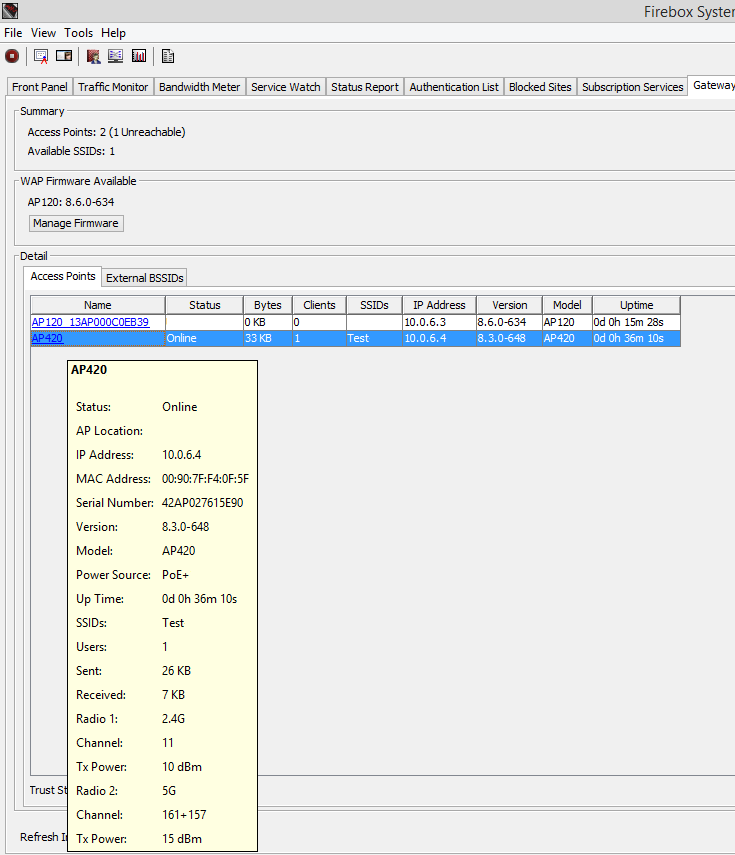 Firebox Syste
File View Tools Help
Front Panel Traffic Monitor Bandwidth Meter Service Watch Status Report Authentication List Blocked Sites Subscription Services Gateway
Summary
Access Points: 2 (1 Unreachable)
Available SSIDs: 1
WAP Firmware Available
AP120: 8.6.0-634
Manage Firmware
Detail
Access Points External BSSIDs
Name Status Bytes Clients SSIDs IP Address Version Model Uptime
AP120_13AP000C0EB39 0 KB 0 10.0.6.3 8.6.0-634 AP120 0d 0h 15m 28s
AP420 Online 33 KB 1 Test 10.0.6.4 8.3.0-648 AP420 0d 0h 36m 10s
AP420
Status: Online
AP Location:
IP Address: 10.0.6.4
MAC Address: 00:90:7F:F4:0F:5F
Serial Number: 42AP027615E90
Version: 8.3.0-648
Model: AP420
Power Source: PoE+
Up Time: 0d 0h 36m 10s
SSIDs: Test
Users: 1
Sent: 26 KB
Received: 7 KB
Radio 1: 2.4G
Channel: 11
Tx Power: 10 dBm
Trust St
Radio 2: 5G
Channel: 161+157
Refresh I
Tx Power: 15 dBm